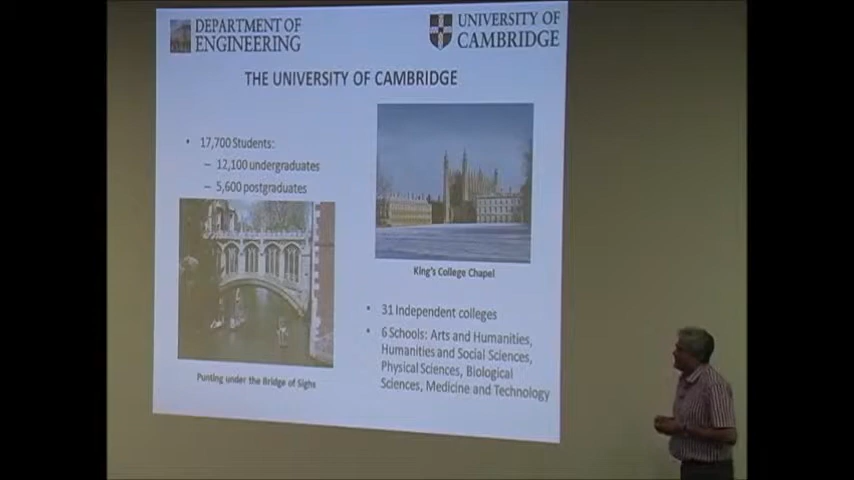 DEPARTMENT OF
ENGINEERING
UNIVERSITY OF
CAMBRIDGE
THE UNIVERSITY OF CAMBRIDGE
• 17,700 Students:
– 12,100 undergraduates
– 5,600 postgraduates
King's College Chapel
• 31 Independent colleges
• 6 Schools: Arts and Humanities,
Humanities and Social Sciences,
Physical Sciences, Biological
Sciences, Medicine and Technology
Punting under the Bridge of Sighs